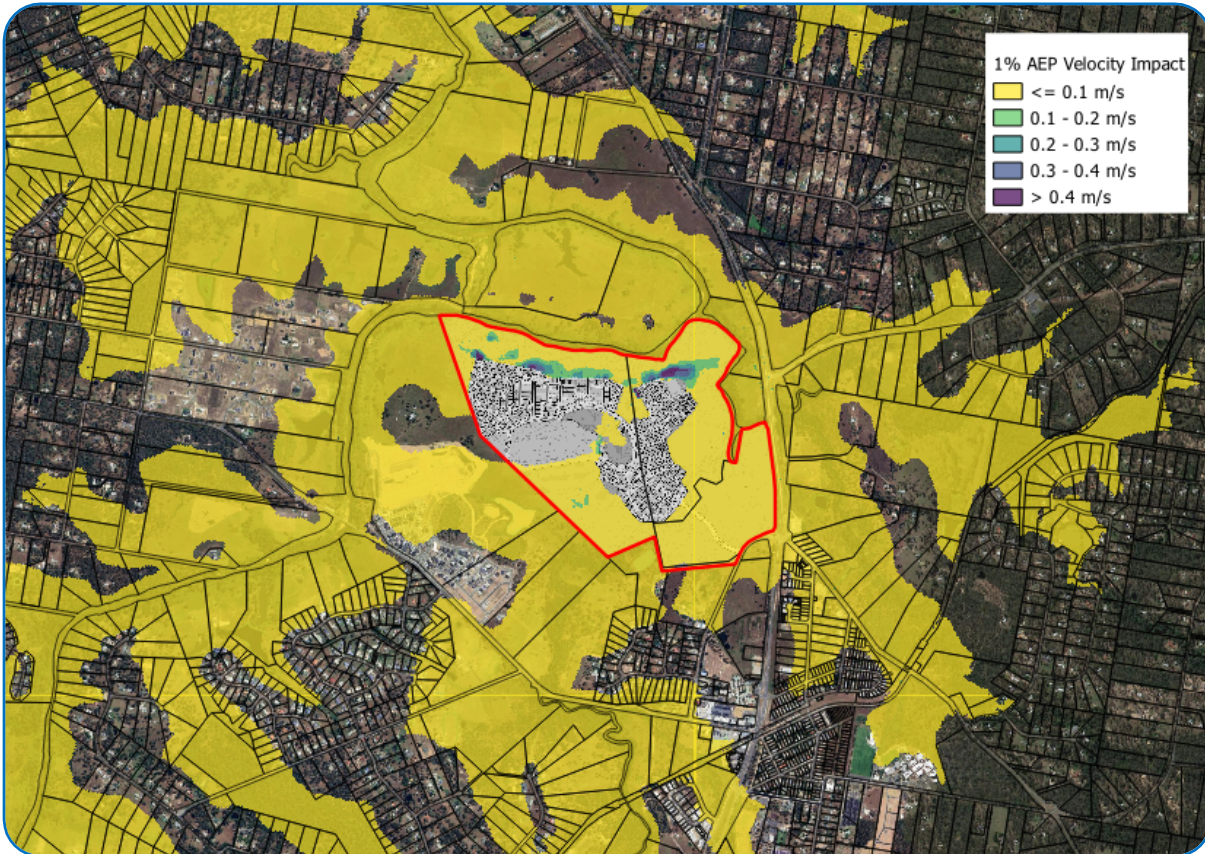 1% AEP Velocity Impact
<= 0.1 m/s
0.1 - 0.2 m/s
0.2 - 0.3 m/s
0.3 - 0.4 m/s
> 0.4 m/s